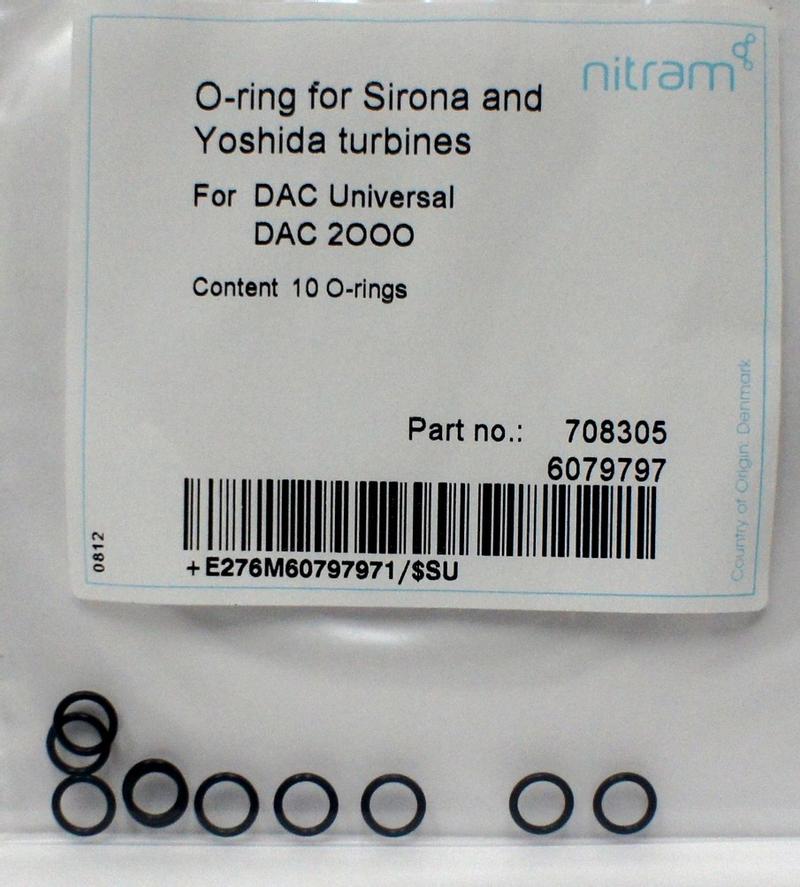 nitram
O-ring for Sirona and
Yoshida turbines
For DAC Universal
DAC 2000
Content 10 O-rings
Part no.: 708305
6079797
+E276M60797971/$SU
0812
Country of Origin: Denmark